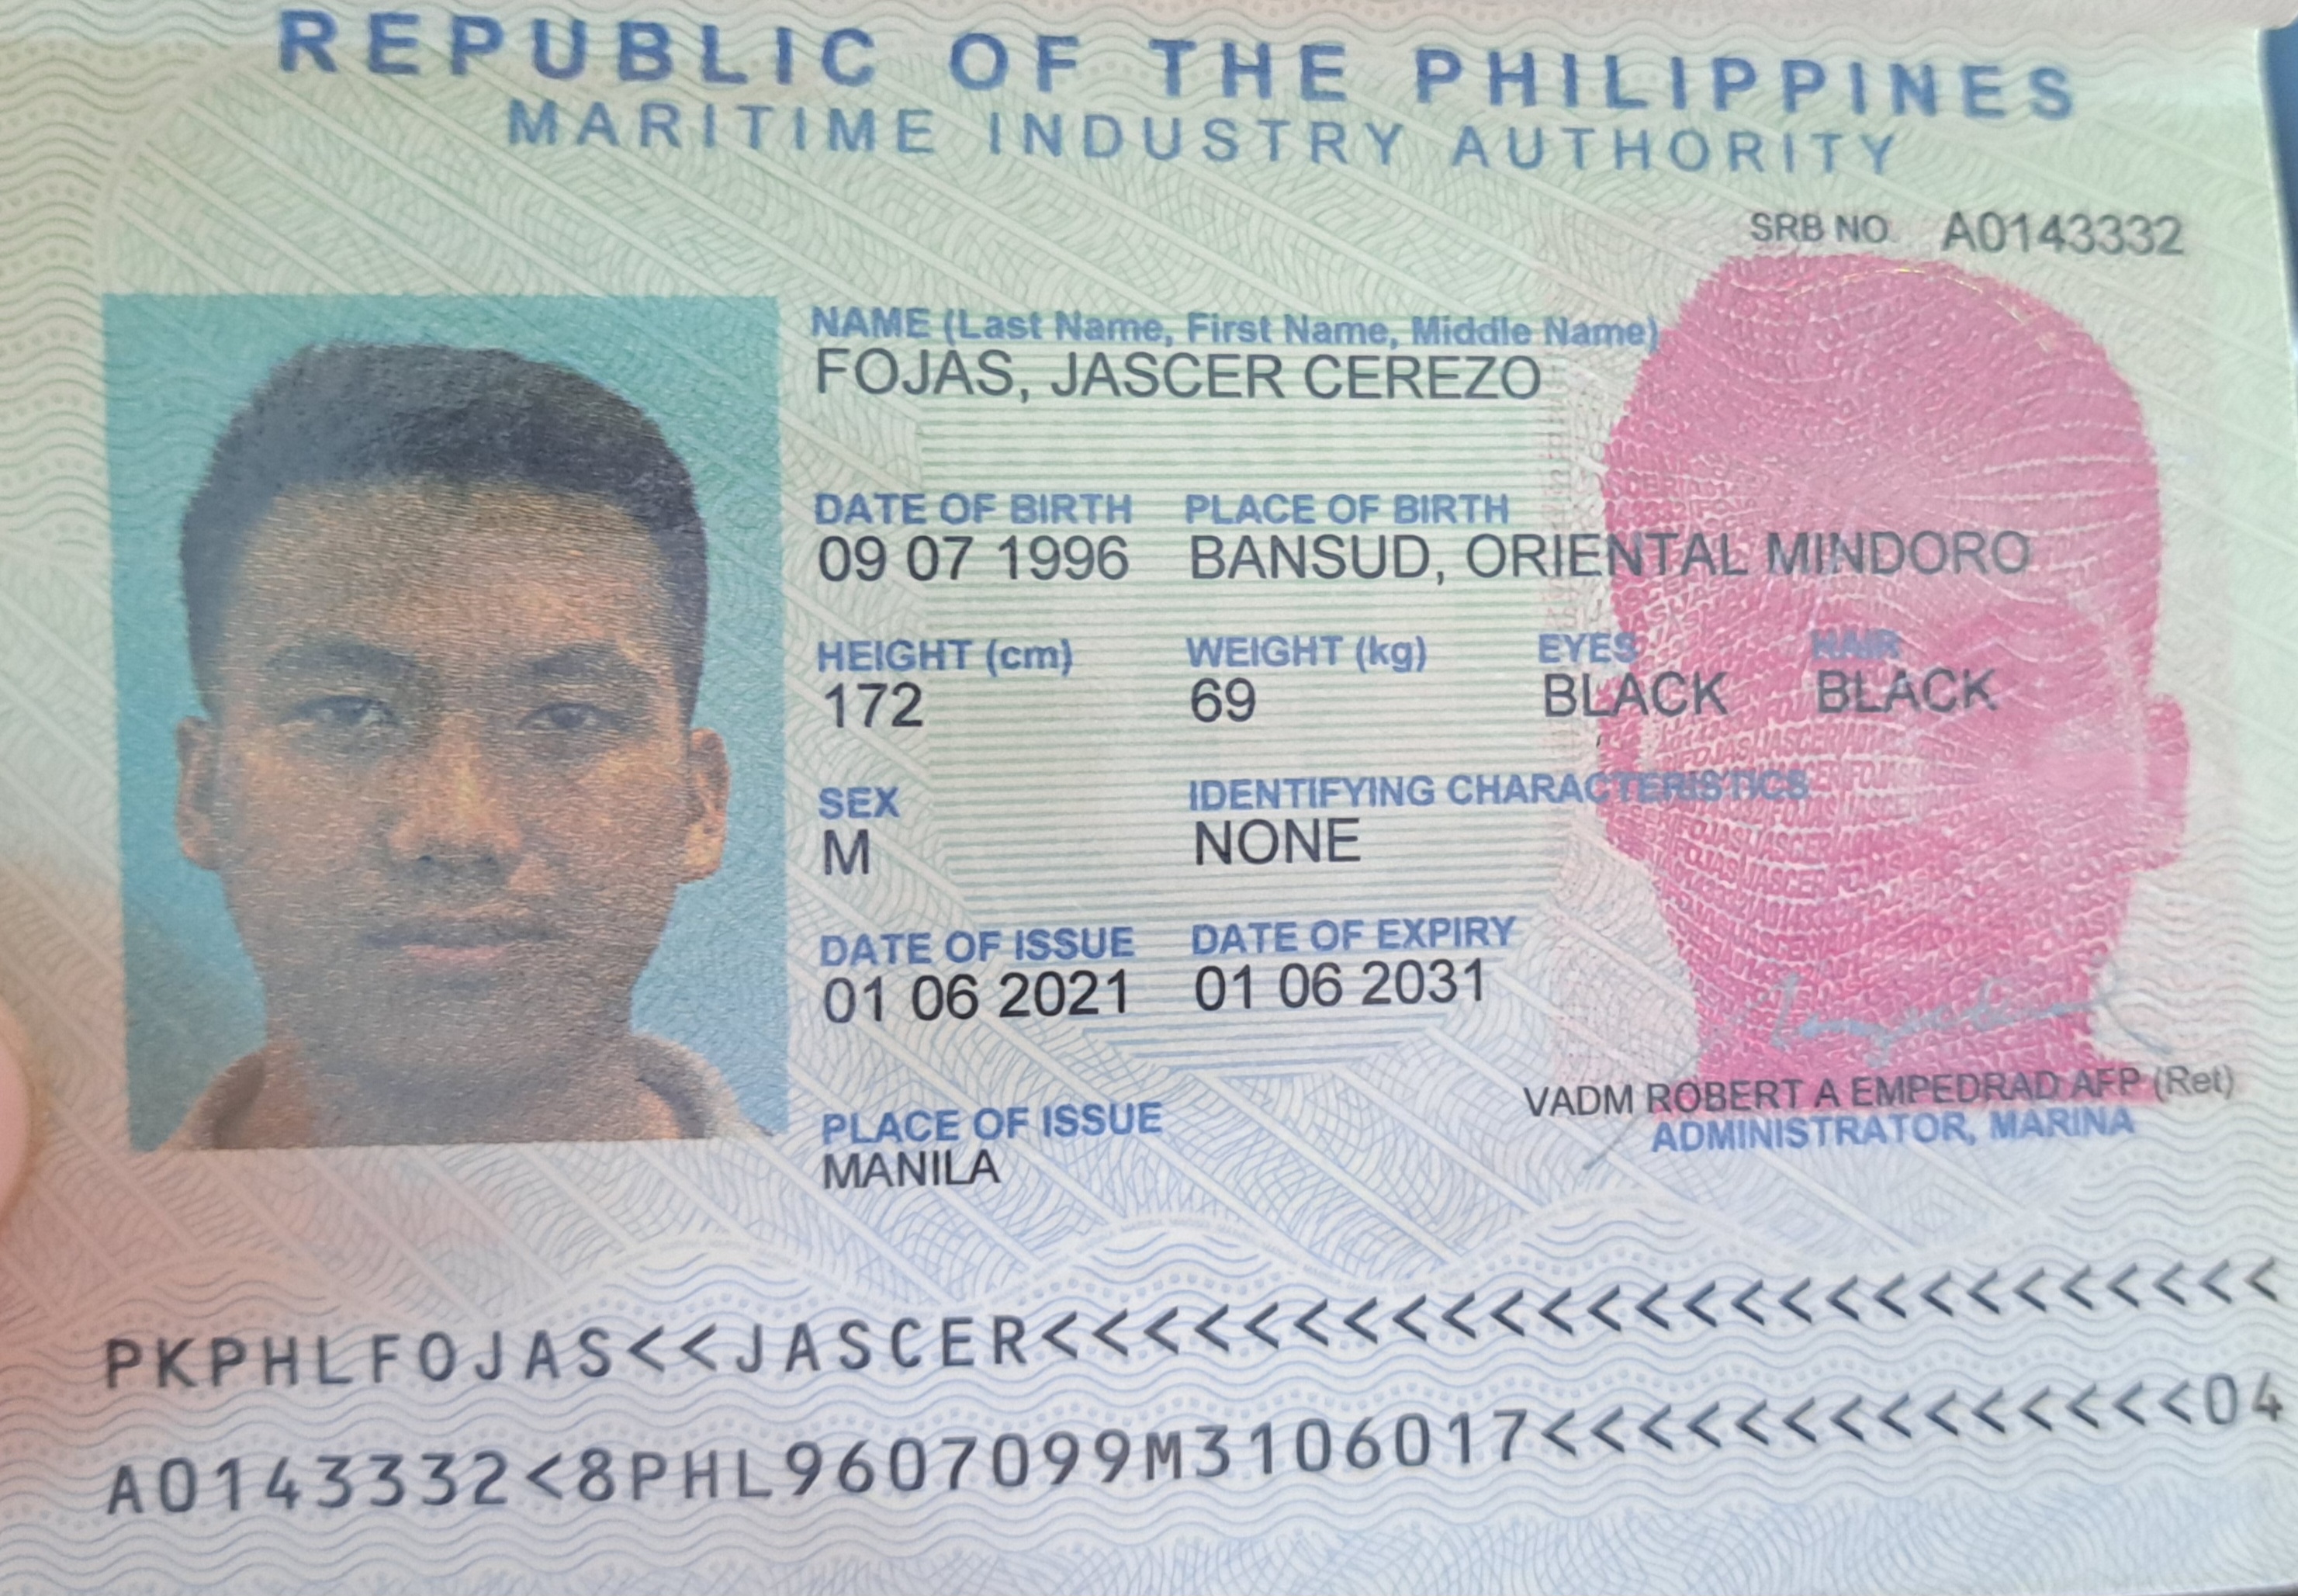 REPUBLIC OF THE PHILIPPINES
MARITIME INDUSTRY AUTHORITY
SRB NO. A0143332
NAME (Last Name, First Name, Middle Name)
FOJAS, JASCER CEREZO
DATE OF BIRTH PLACE OF BIRTH
09 07 1996 BANSUD, ORIENTAL MINDORO
HEIGHT (cm) WEIGHT (kg) EYES HAIR
172 69 BLACK BLACK
SEX IDENTIFYING CHARACTERISTICS
M NONE
DATE OF ISSUE DATE OF EXPIRY
01 06 2021 01 06 2031
VADM ROBERT A EMPEDRAD AFP (Ret)
ADMINISTRATOR, MARINA
PLACE OF ISSUE
MANILA
PKPHLFOJAS<<JASCER<<<<<<<<<<<<<<<<<<<<<<<<<<
A0143332<8PHL9607099M3106017<<<<<<<<<<<<<<04